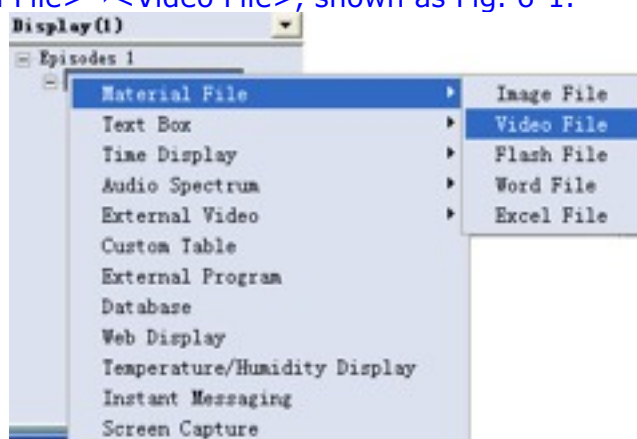 File> →<Video File>, shown as Fig. 6-1.
Display(1)
Episodes 1
Material File
Text Box
Time Display
Audio Spectrum
External Video
Custom Table
External Program
Database
Web Display
Temperature/Humidity Display
Instant Messaging
Screen Capture
Image File
Video File
Flash File
Word File
Excel File